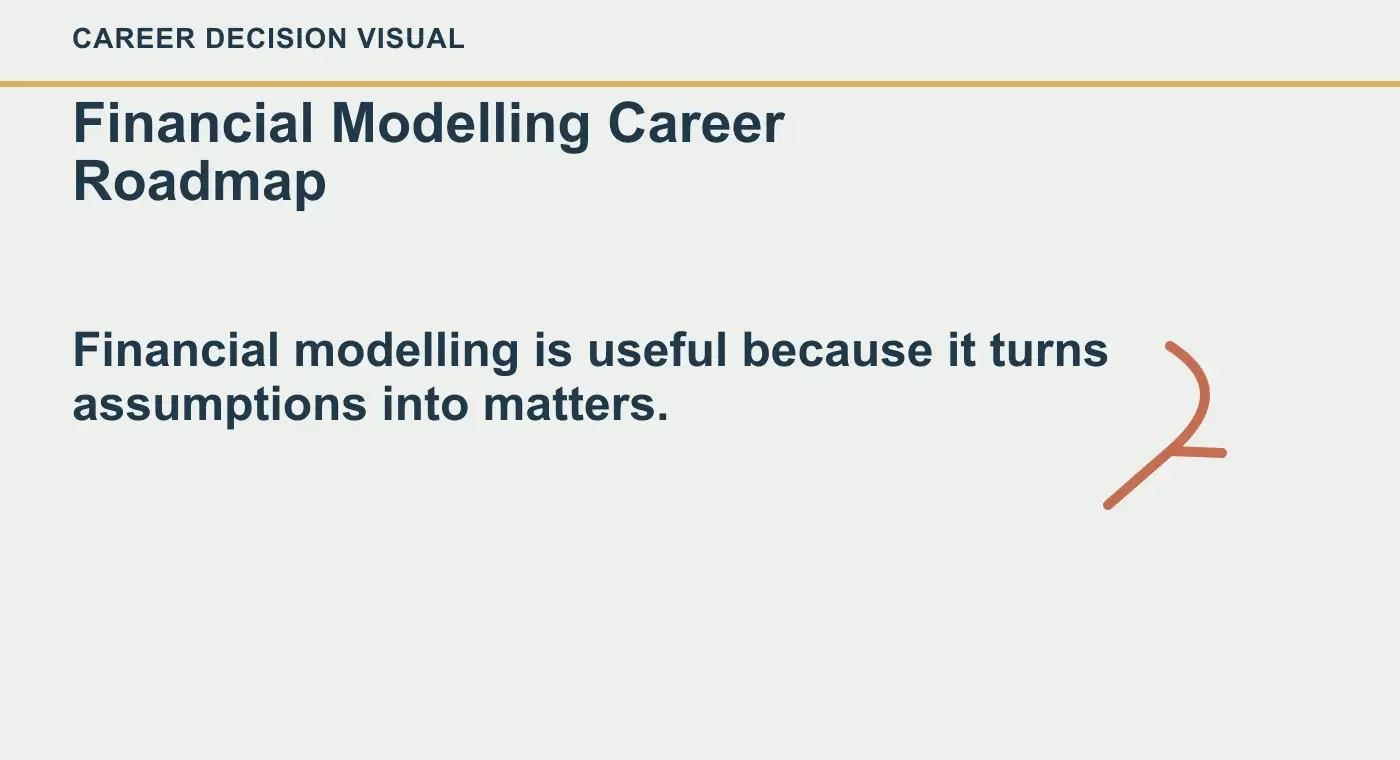 CAREER DECISION VISUAL
Financial Modelling Career
Roadmap
Financial modelling is useful because it turns
assumptions into matters.